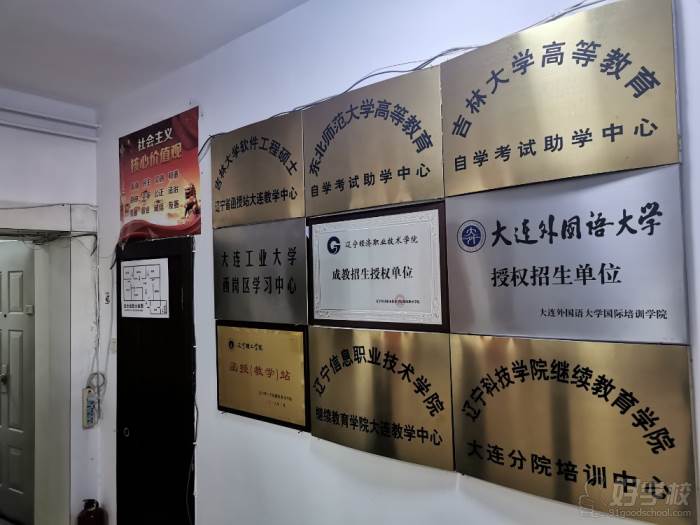 社会主义
核心价值观
吉林大学软件工程硕士
辽宁省函授站大连教学中心
东北师范大学高等教育
自学考试助学中心
吉林大学高等教育
自学考试助学中心
大连工业大学
西岗区学习中心
辽宁经济职业技术学院
成教招生授权单位
大连外国语大学
授权招生单位
大连外国语大学国际培训学院
辽宁理工学院
函授(教学)站
辽宁信息职业技术学院
继续教育学院大连教学中心
辽宁科技学院继续教育学院
大连分院培训中心
好学校
91goodschool.com